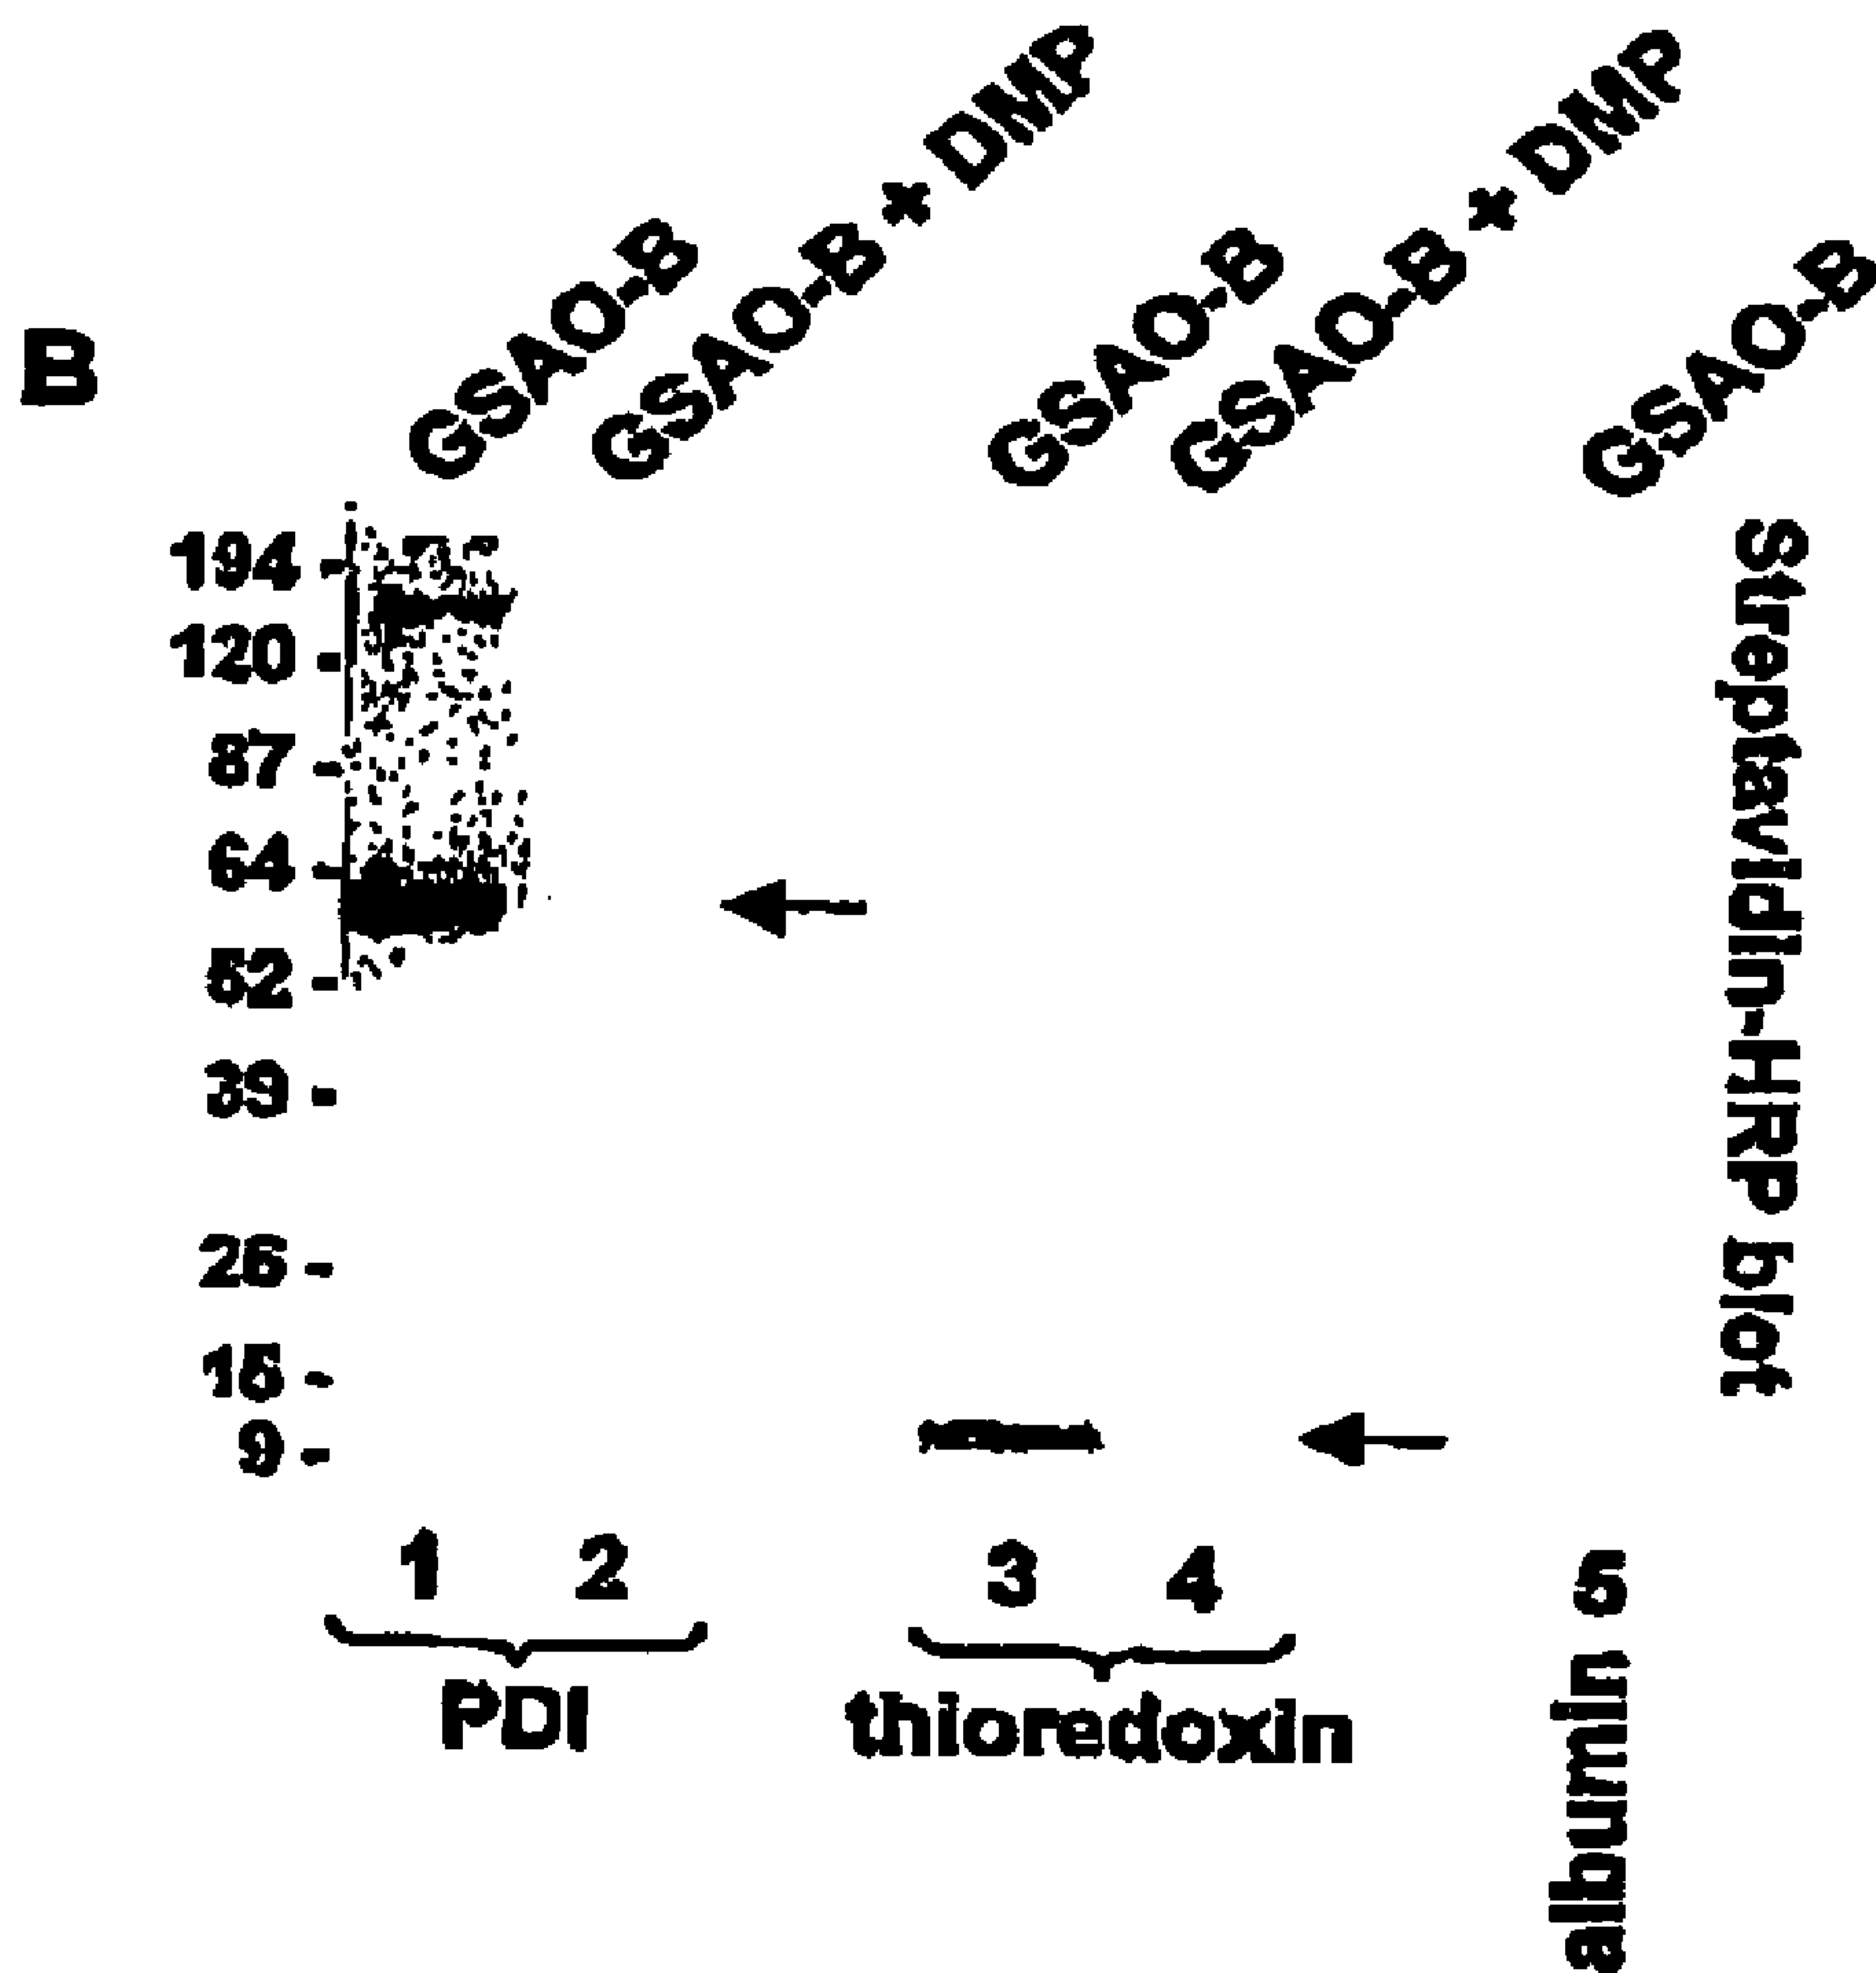 B
GSAO-B
GSAO-B + DMP
GSAO-B
GSAO-B + DMP
GSAO-B
194
120
87
64
52
39
26
15
9
Streptavidin-HRP blot
1 2 3 4 5
PDI
thioredoxin
albumin